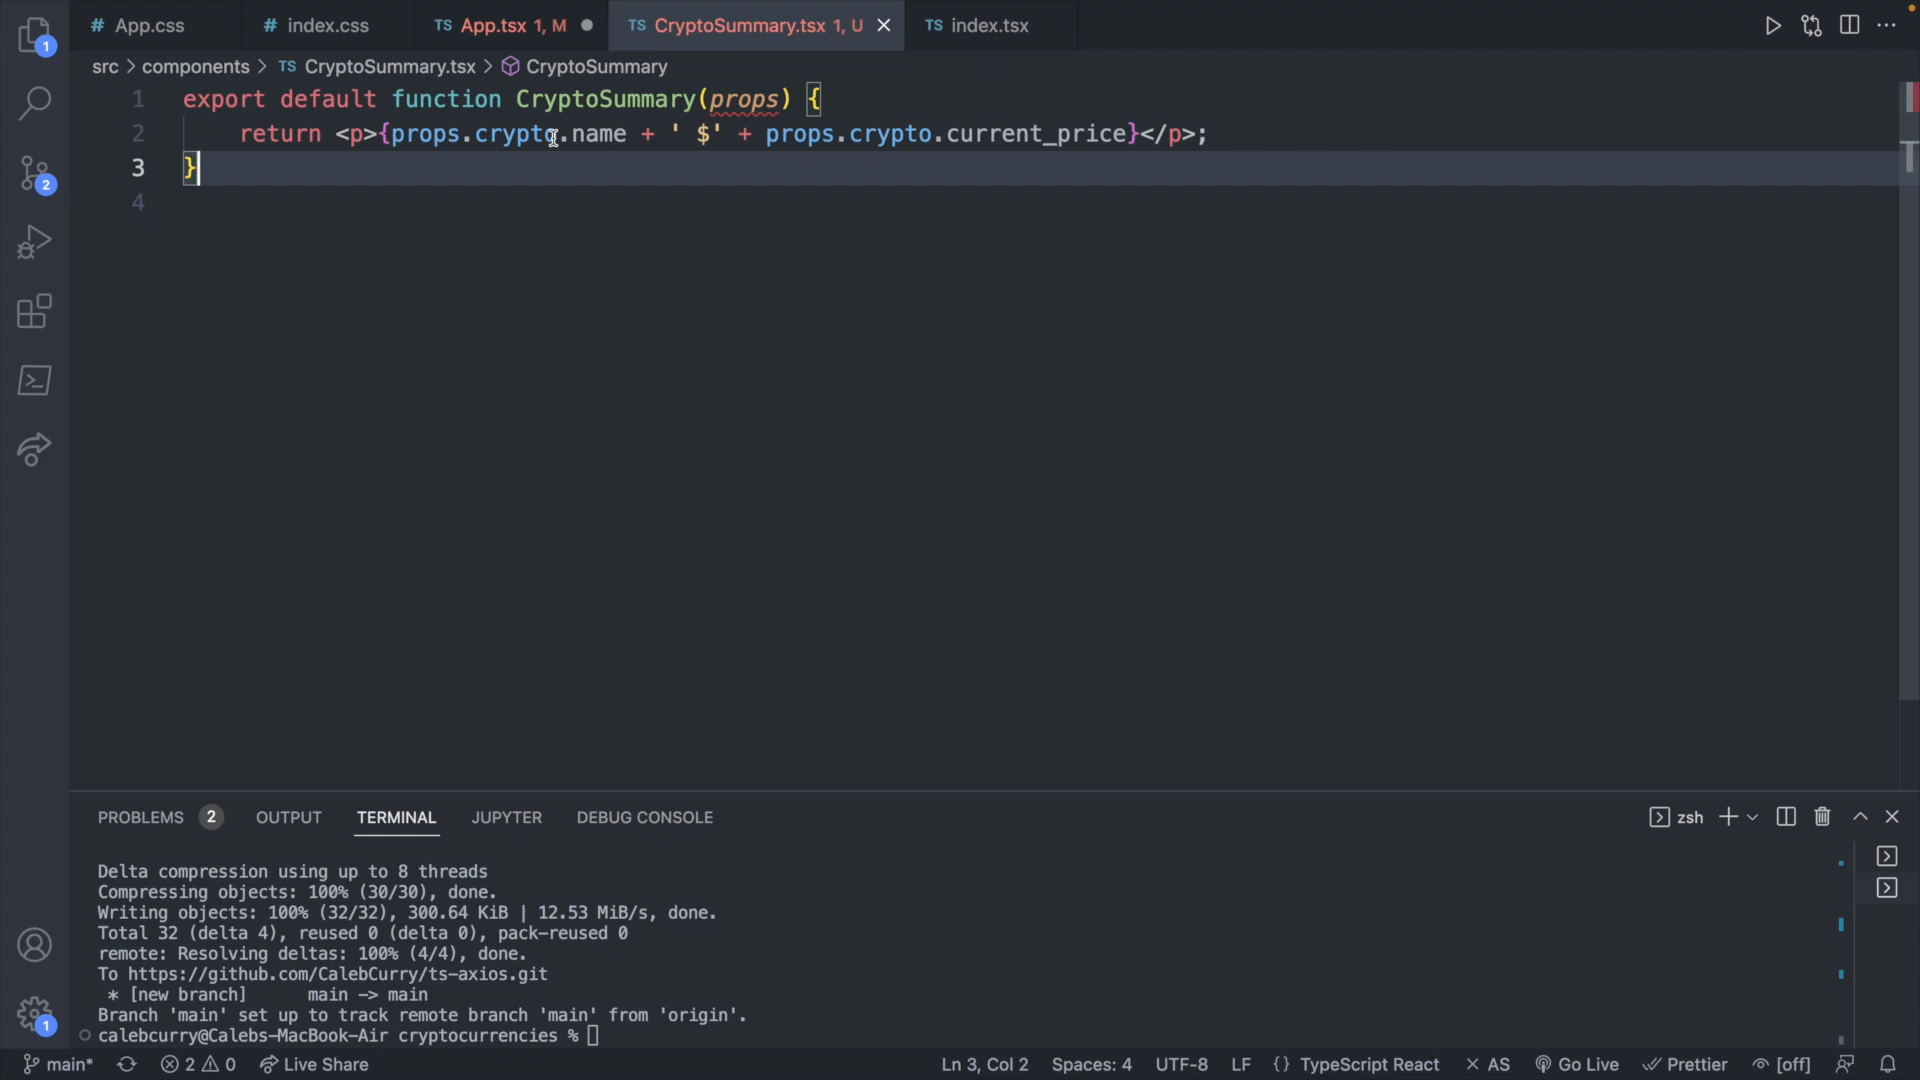 # App.css # index.css TS App.tsx 1, M TS CryptoSummary.tsx 1, U TS index.tsx
src > components > TS CryptoSummary.tsx > CryptoSummary
1 export default function CryptoSummary(props) {
2 return <p>{props.crypto.name + ' $' + props.crypto.current_price}</p>;
3 }
4
1
2
1
PROBLEMS 2 OUTPUT TERMINAL JUPYTER DEBUG CONSOLE zsh
Delta compression using up to 8 threads
Compressing objects: 100% (30/30), done.
Writing objects: 100% (32/32), 300.64 KiB | 12.53 MiB/s, done.
Total 32 (delta 4), reused 0 (delta 0), pack-reused 0
remote: Resolving deltas: 100% (4/4), done.
To https://github.com/CalebCurry/ts-axios.git
* [new branch] main -> main
Branch 'main' set up to track remote branch 'main' from 'origin'.
calebcurry@Calebs-MacBook-Air cryptocurrencies %
main* 2 0 Live Share Ln 3, Col 2 Spaces: 4 UTF-8 LF {} TypeScript React AS Go Live Prettier [off]